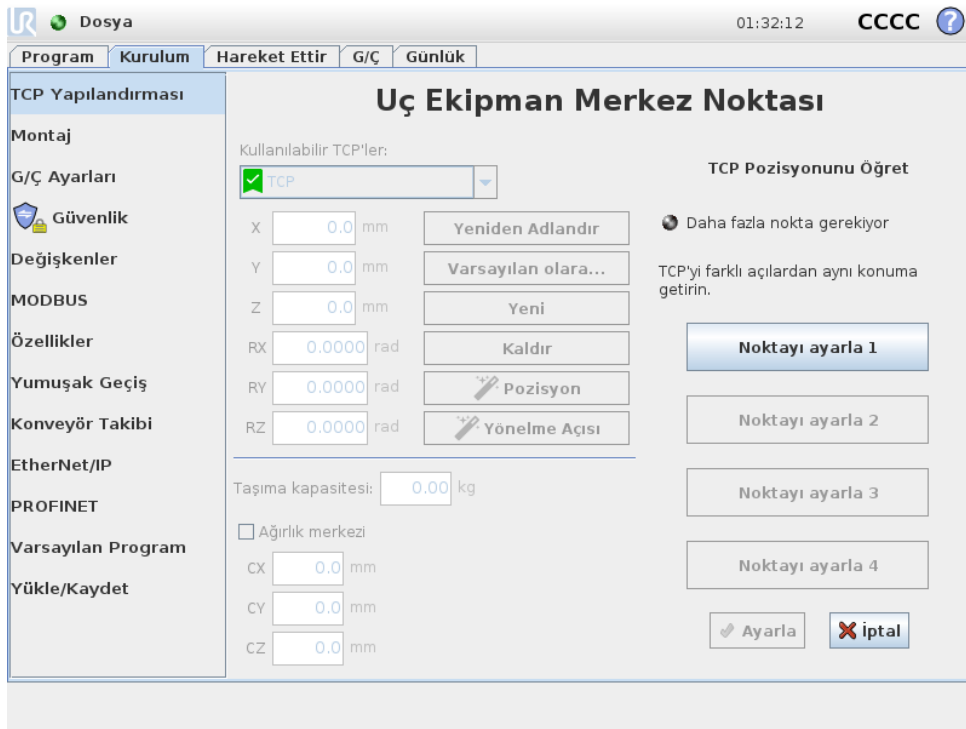 UR Dosya 01:32:12 CCCC ?
Program Kurulum Hareket Ettir G/Ç Günlük
TCP Yapılandırması
Montaj
G/Ç Ayarları
Güvenlik
Değişkenler
MODBUS
Özellikler
Yumuşak Geçiş
Konveyör Takibi
EtherNet/IP
PROFINET
Varsayılan Program
Yükle/Kaydet
Uç Ekipman Merkez Noktası
Kullanılabilir TCP'ler:
TCP
X 0.0 mm Yeniden Adlandır
Y 0.0 mm Varsayılan olara...
Z 0.0 mm Yeni
RX 0.0000 rad Kaldır
RY 0.0000 rad Pozisyon
RZ 0.0000 rad Yönelme Açısı
Taşıma kapasitesi: 0.00 kg
Ağırlık merkezi
CX 0.0 mm
CY 0.0 mm
CZ 0.0 mm
TCP Pozisyonunu Öğret
Daha fazla nokta gerekiyor
TCP'yi farklı açılardan aynı konuma
getirin.
Noktayı ayarla 1
Noktayı ayarla 2
Noktayı ayarla 3
Noktayı ayarla 4
Ayarla İptal